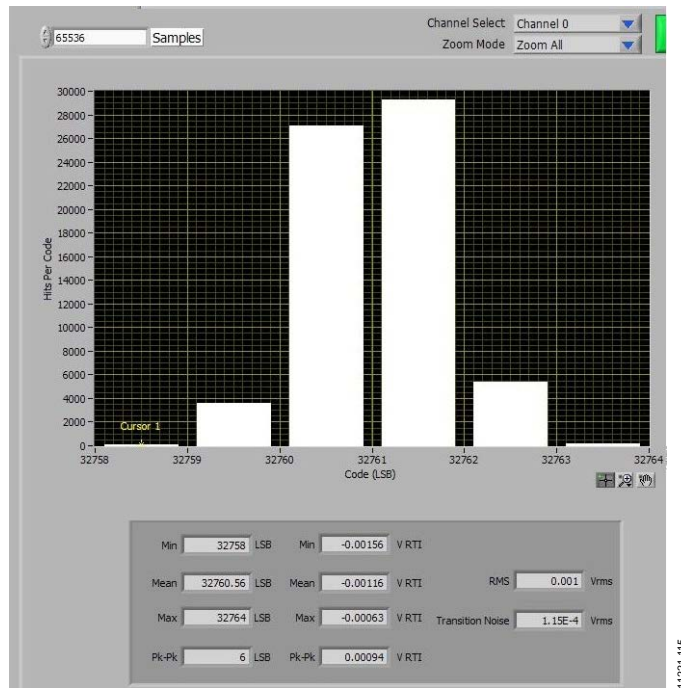 Channel Select Channel 0
65536 Samples
Zoom Mode Zoom All
30000
28000
26000
24000
22000
20000
18000
16000
14000
12000
10000
8000
6000
4000
2000
0
Hits Per Code
Cursor 1
32758 32759 32760 32761 32762 32763 32764
Code (LSB)
Min 32758 LSB Min -0.00156 V RTI
Mean 32760.56 LSB Mean -0.00116 V RTI RMS 0.001 Vrms
Max 32764 LSB Max -0.00063 V RTI Transition Noise 1.15E-4 Vrms
Pk-Pk 6 LSB Pk-Pk 0.00094 V RTI